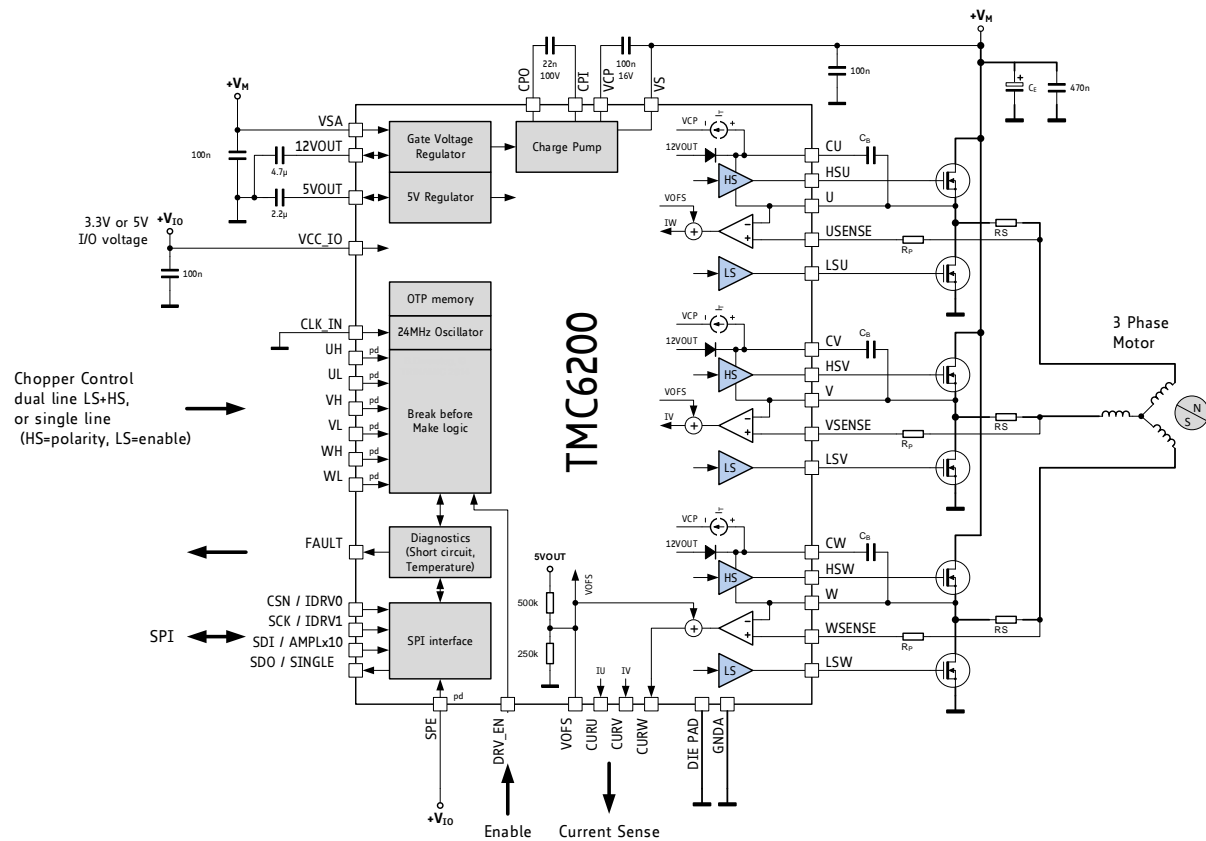 +VM
CPO
22n
100V
CPI
VCP
100n
16V
VS
100n
+
CE
470n
+VM
VSA
100n
12VOUT
4.7µ
5VOUT
2.2µ
Gate Voltage
Regulator
5V Regulator
Charge Pump
3.3V or 5V
I/O voltage
+VIO
VCC_IO
100n
OTP memory
24MHz Oscillator
Break before
Make logic
CLK_IN
UH
pd
UL
pd
VH
pd
VL
pd
WH
pd
WL
pd
Chopper Control
dual line LS+HS,
or single line
(HS=polarity, LS=enable)
TMC6200
FAULT
Diagnostics
(Short circuit,
Temperature)
CSN / IDRV0
SCK / IDRV1
SDI / AMPLx10
SDO / SINGLE
SPI
SPI interface
SPE
pd
+VIO
DRV_EN
Enable
5VOUT
500k
250k
VOFS
VOFS
IU
IV
CURU
CURV
CURW
Current Sense
DIE PAD
GNDA
VCP
IT
- +
12VOUT
HS
VOFS
IW
+
-
+
LS
CU
CB
HSU
U
USENSE
RP
RS
LSU
VCP
IT
- +
12VOUT
HS
VOFS
IV
+
-
+
LS
CV
CB
HSV
V
VSENSE
RP
RS
LSV
VCP
IT
- +
12VOUT
HS
+
-
+
LS
CW
CB
HSW
W
WSENSE
RP
RS
LSW
3 Phase
Motor
N
S